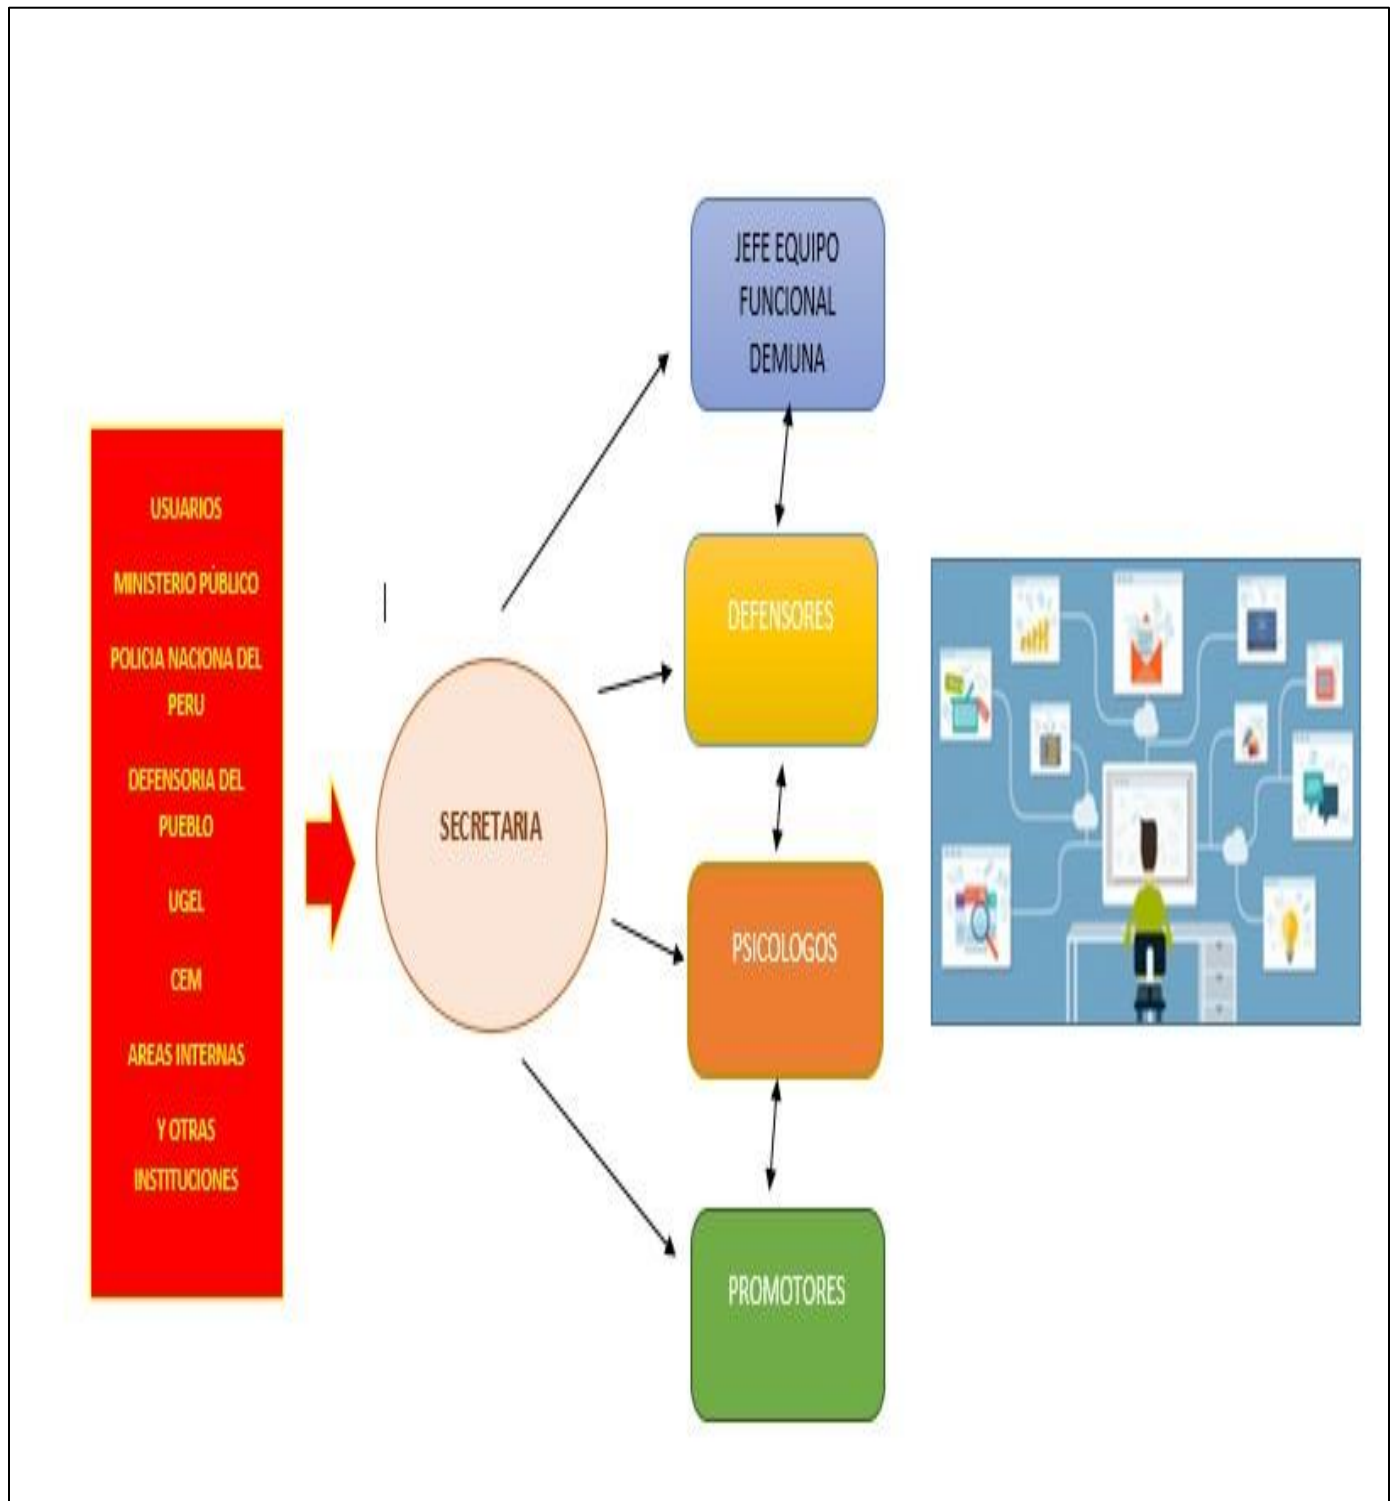 USUARIOS
MINISTERIO PÚBLICO
POLICIA NACIONA DEL
PERU
DEFENSORIA DEL
PUEBLO
UGEL
CEM
AREAS INTERNAS
Y OTRAS
INSTITUCIONES
SECRETARIA
JEFE EQUIPO
FUNCIONAL
DEMUNA
DEFENSORES
PSICOLOGOS
PROMOTORES